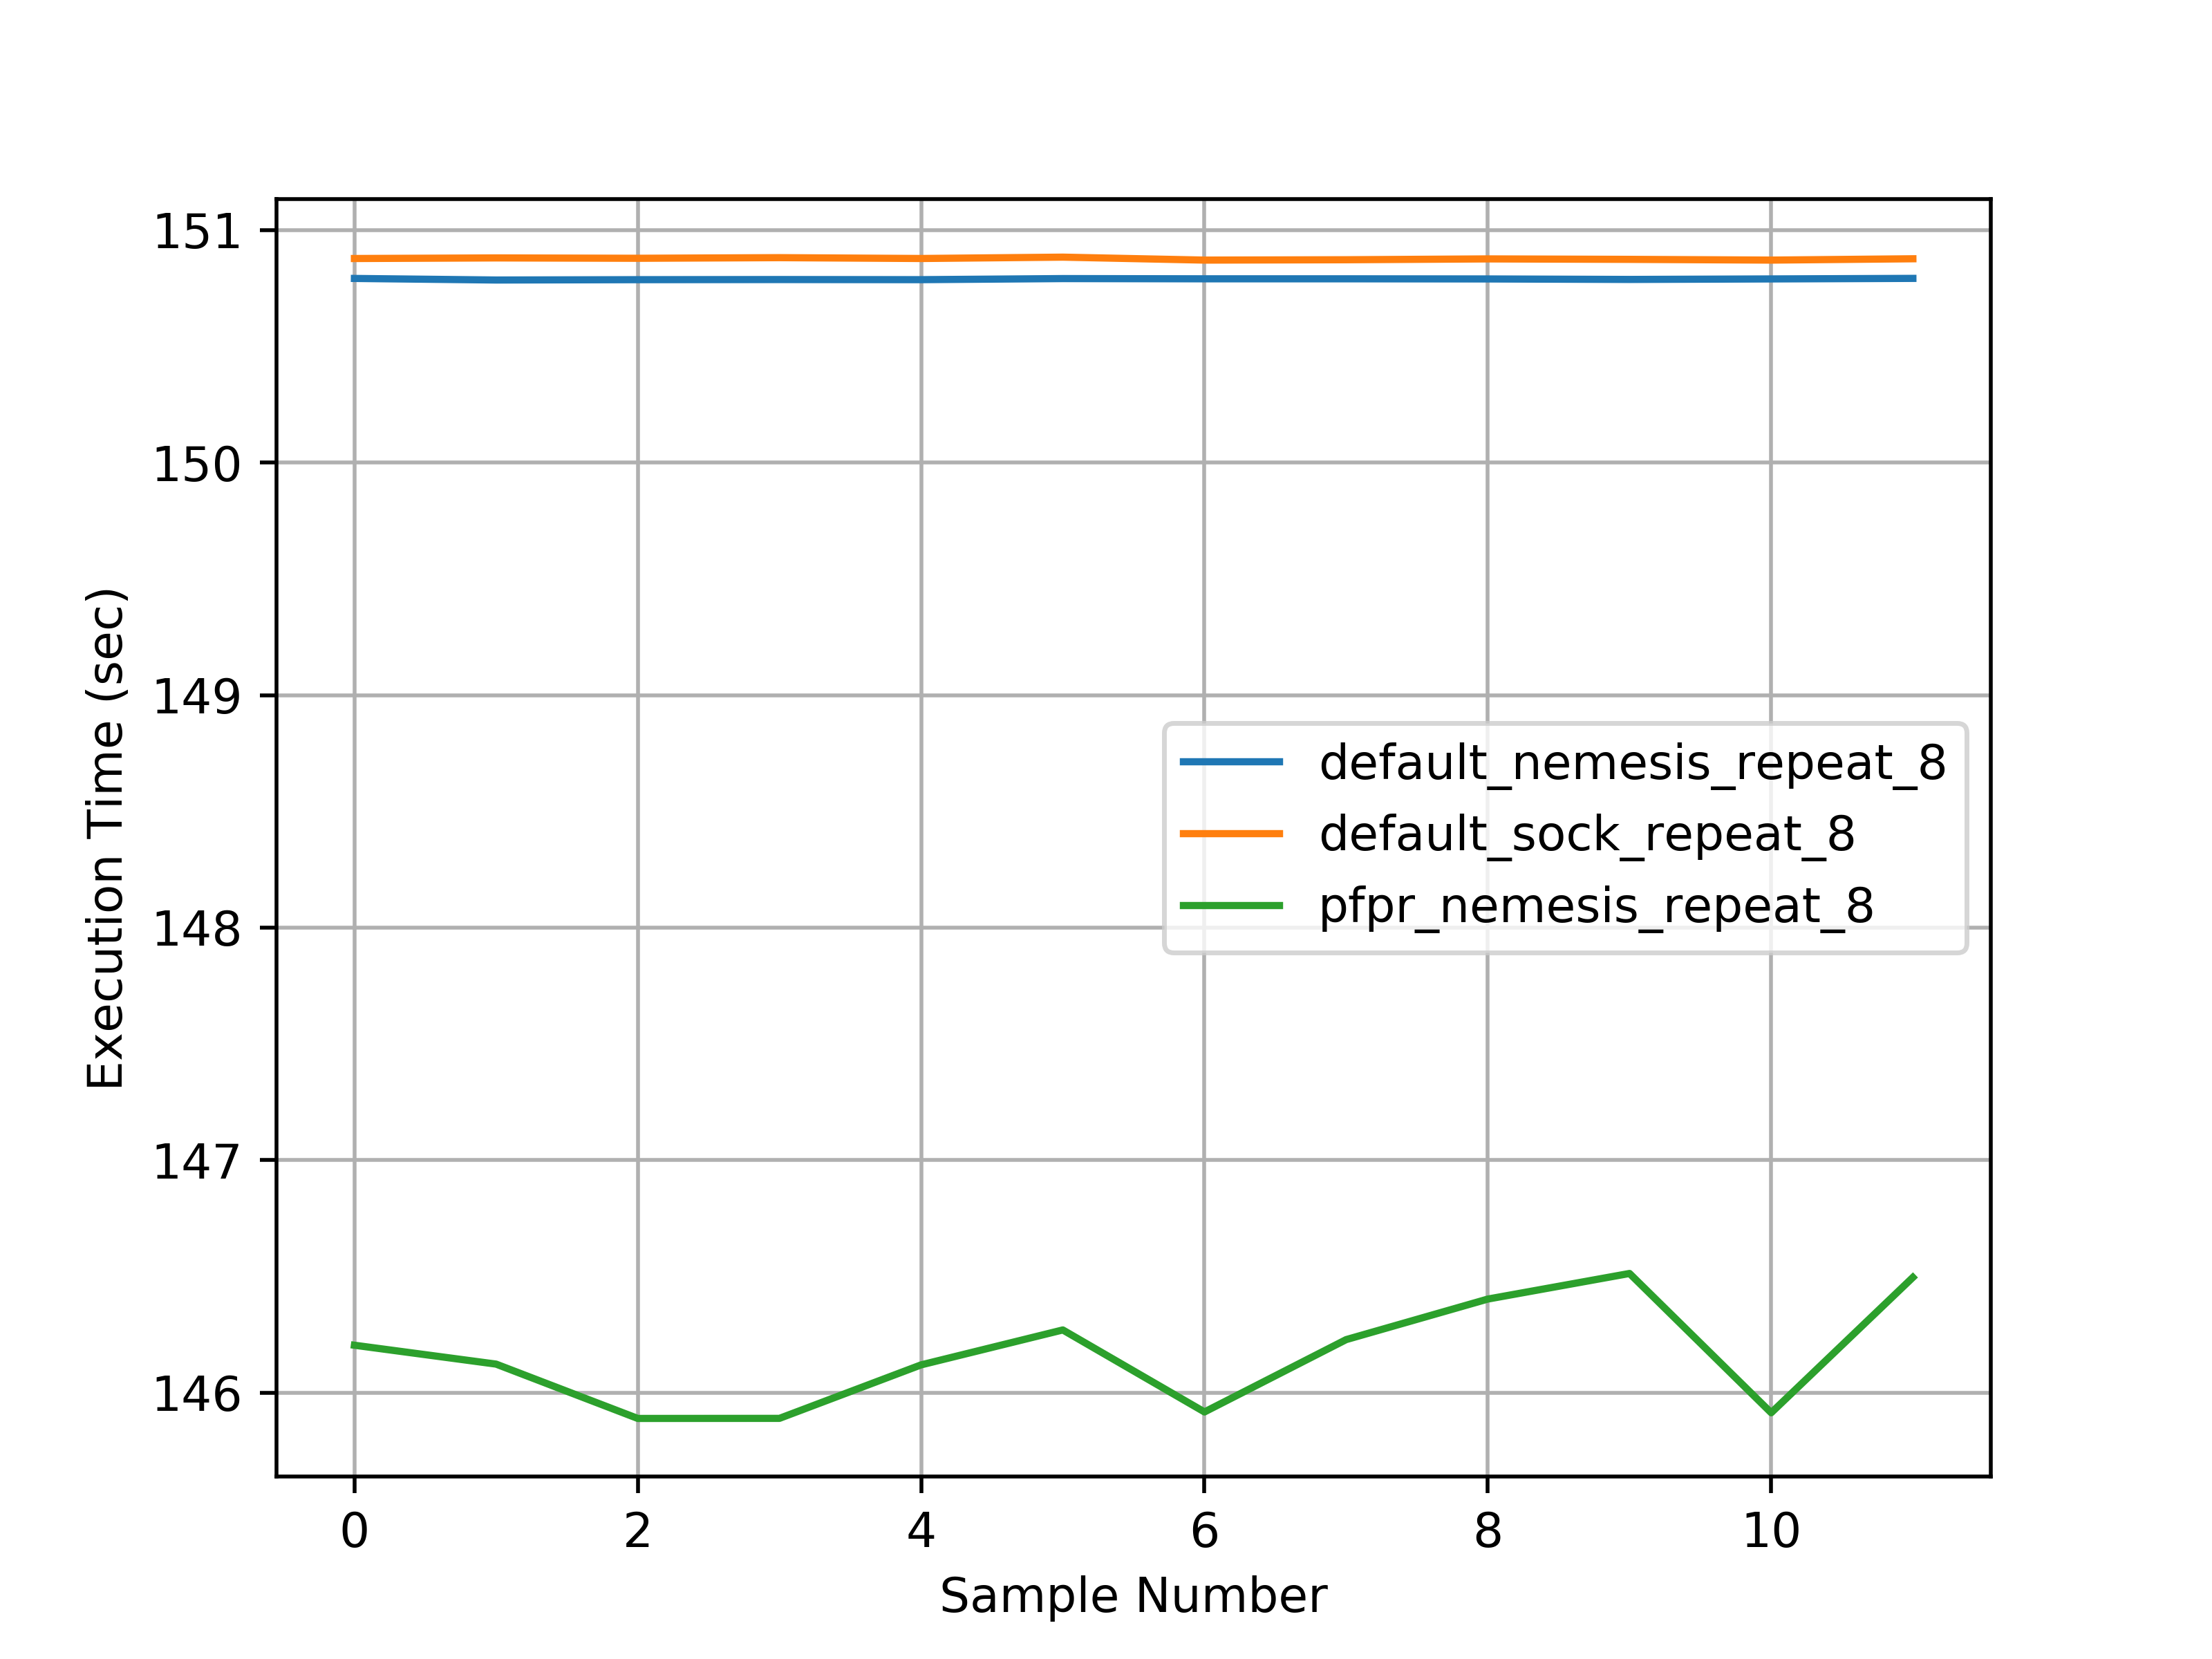 151
150
149
148
147
146
Execution Time (sec)
default_nemesis_repeat_8
default_sock_repeat_8
pfpr_nemesis_repeat_8
0 2 4 6 8 10
Sample Number